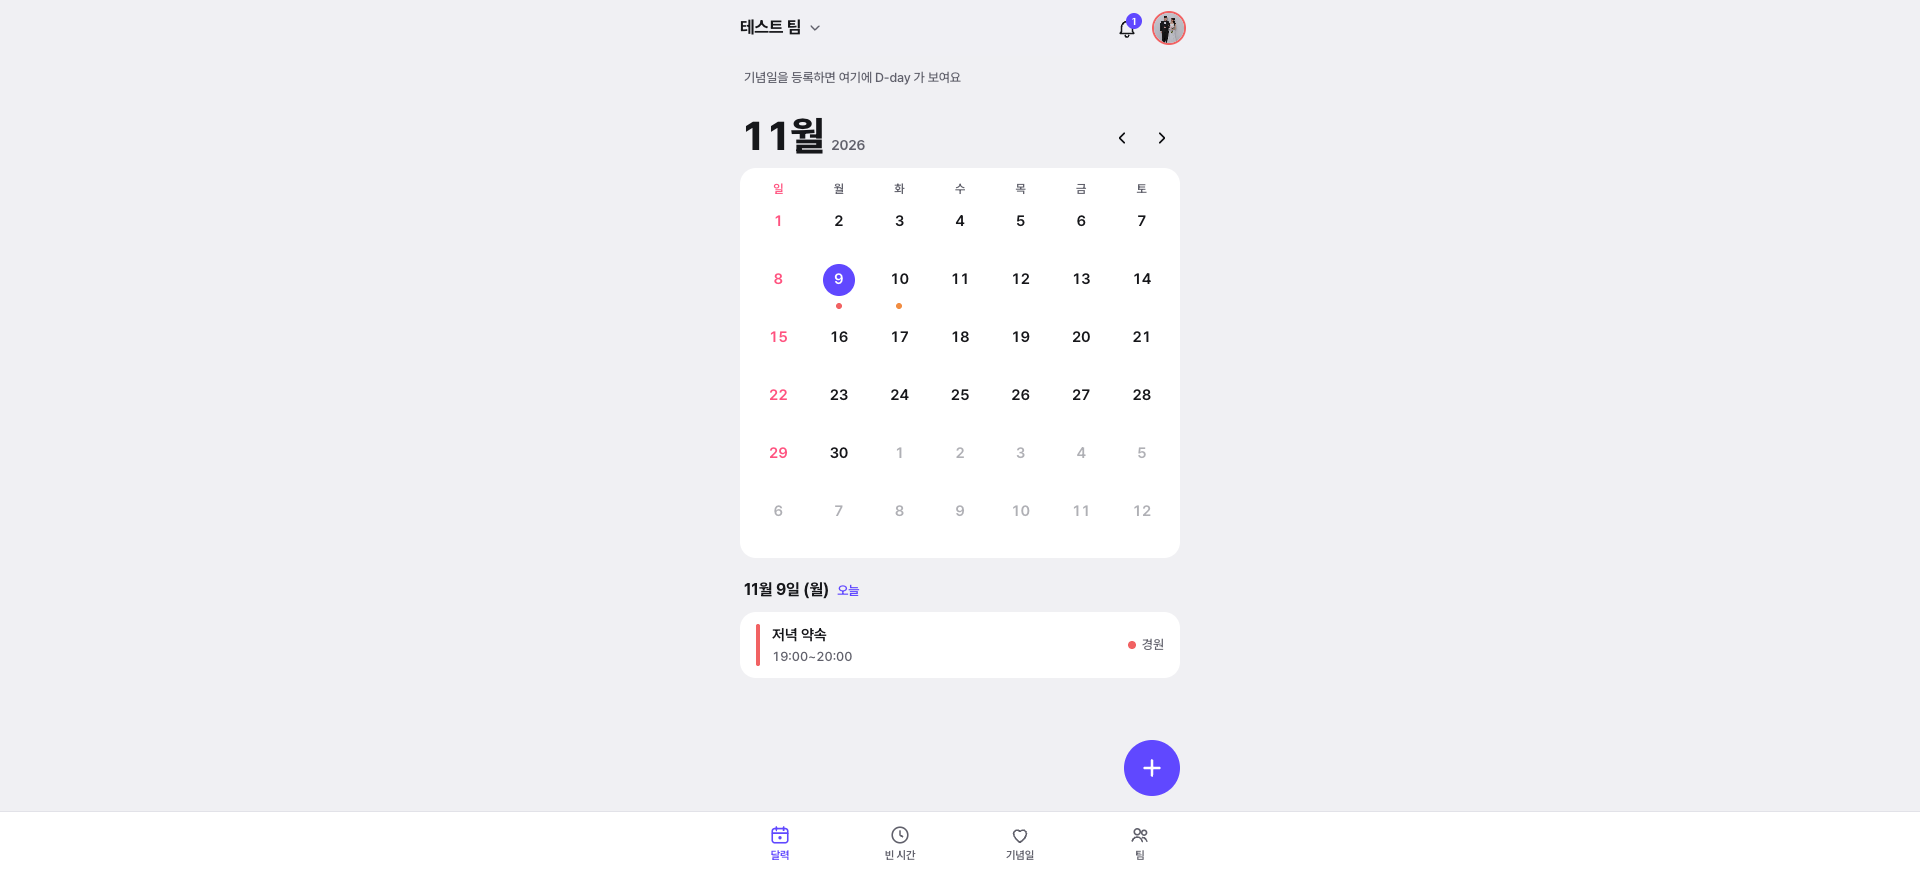 테스트 팀
1
기념일을 등록하면 여기에 D-day 가 보여요
11월 2026
일 월 화 수 목 금 토
1 2 3 4 5 6 7
8 9 10 11 12 13 14
15 16 17 18 19 20 21
22 23 24 25 26 27 28
29 30 1 2 3 4 5
6 7 8 9 10 11 12
11월 9일 (월) 오늘
저녁 약속
19:00~20:00
경원
달력 빈 시간 기념일 팀